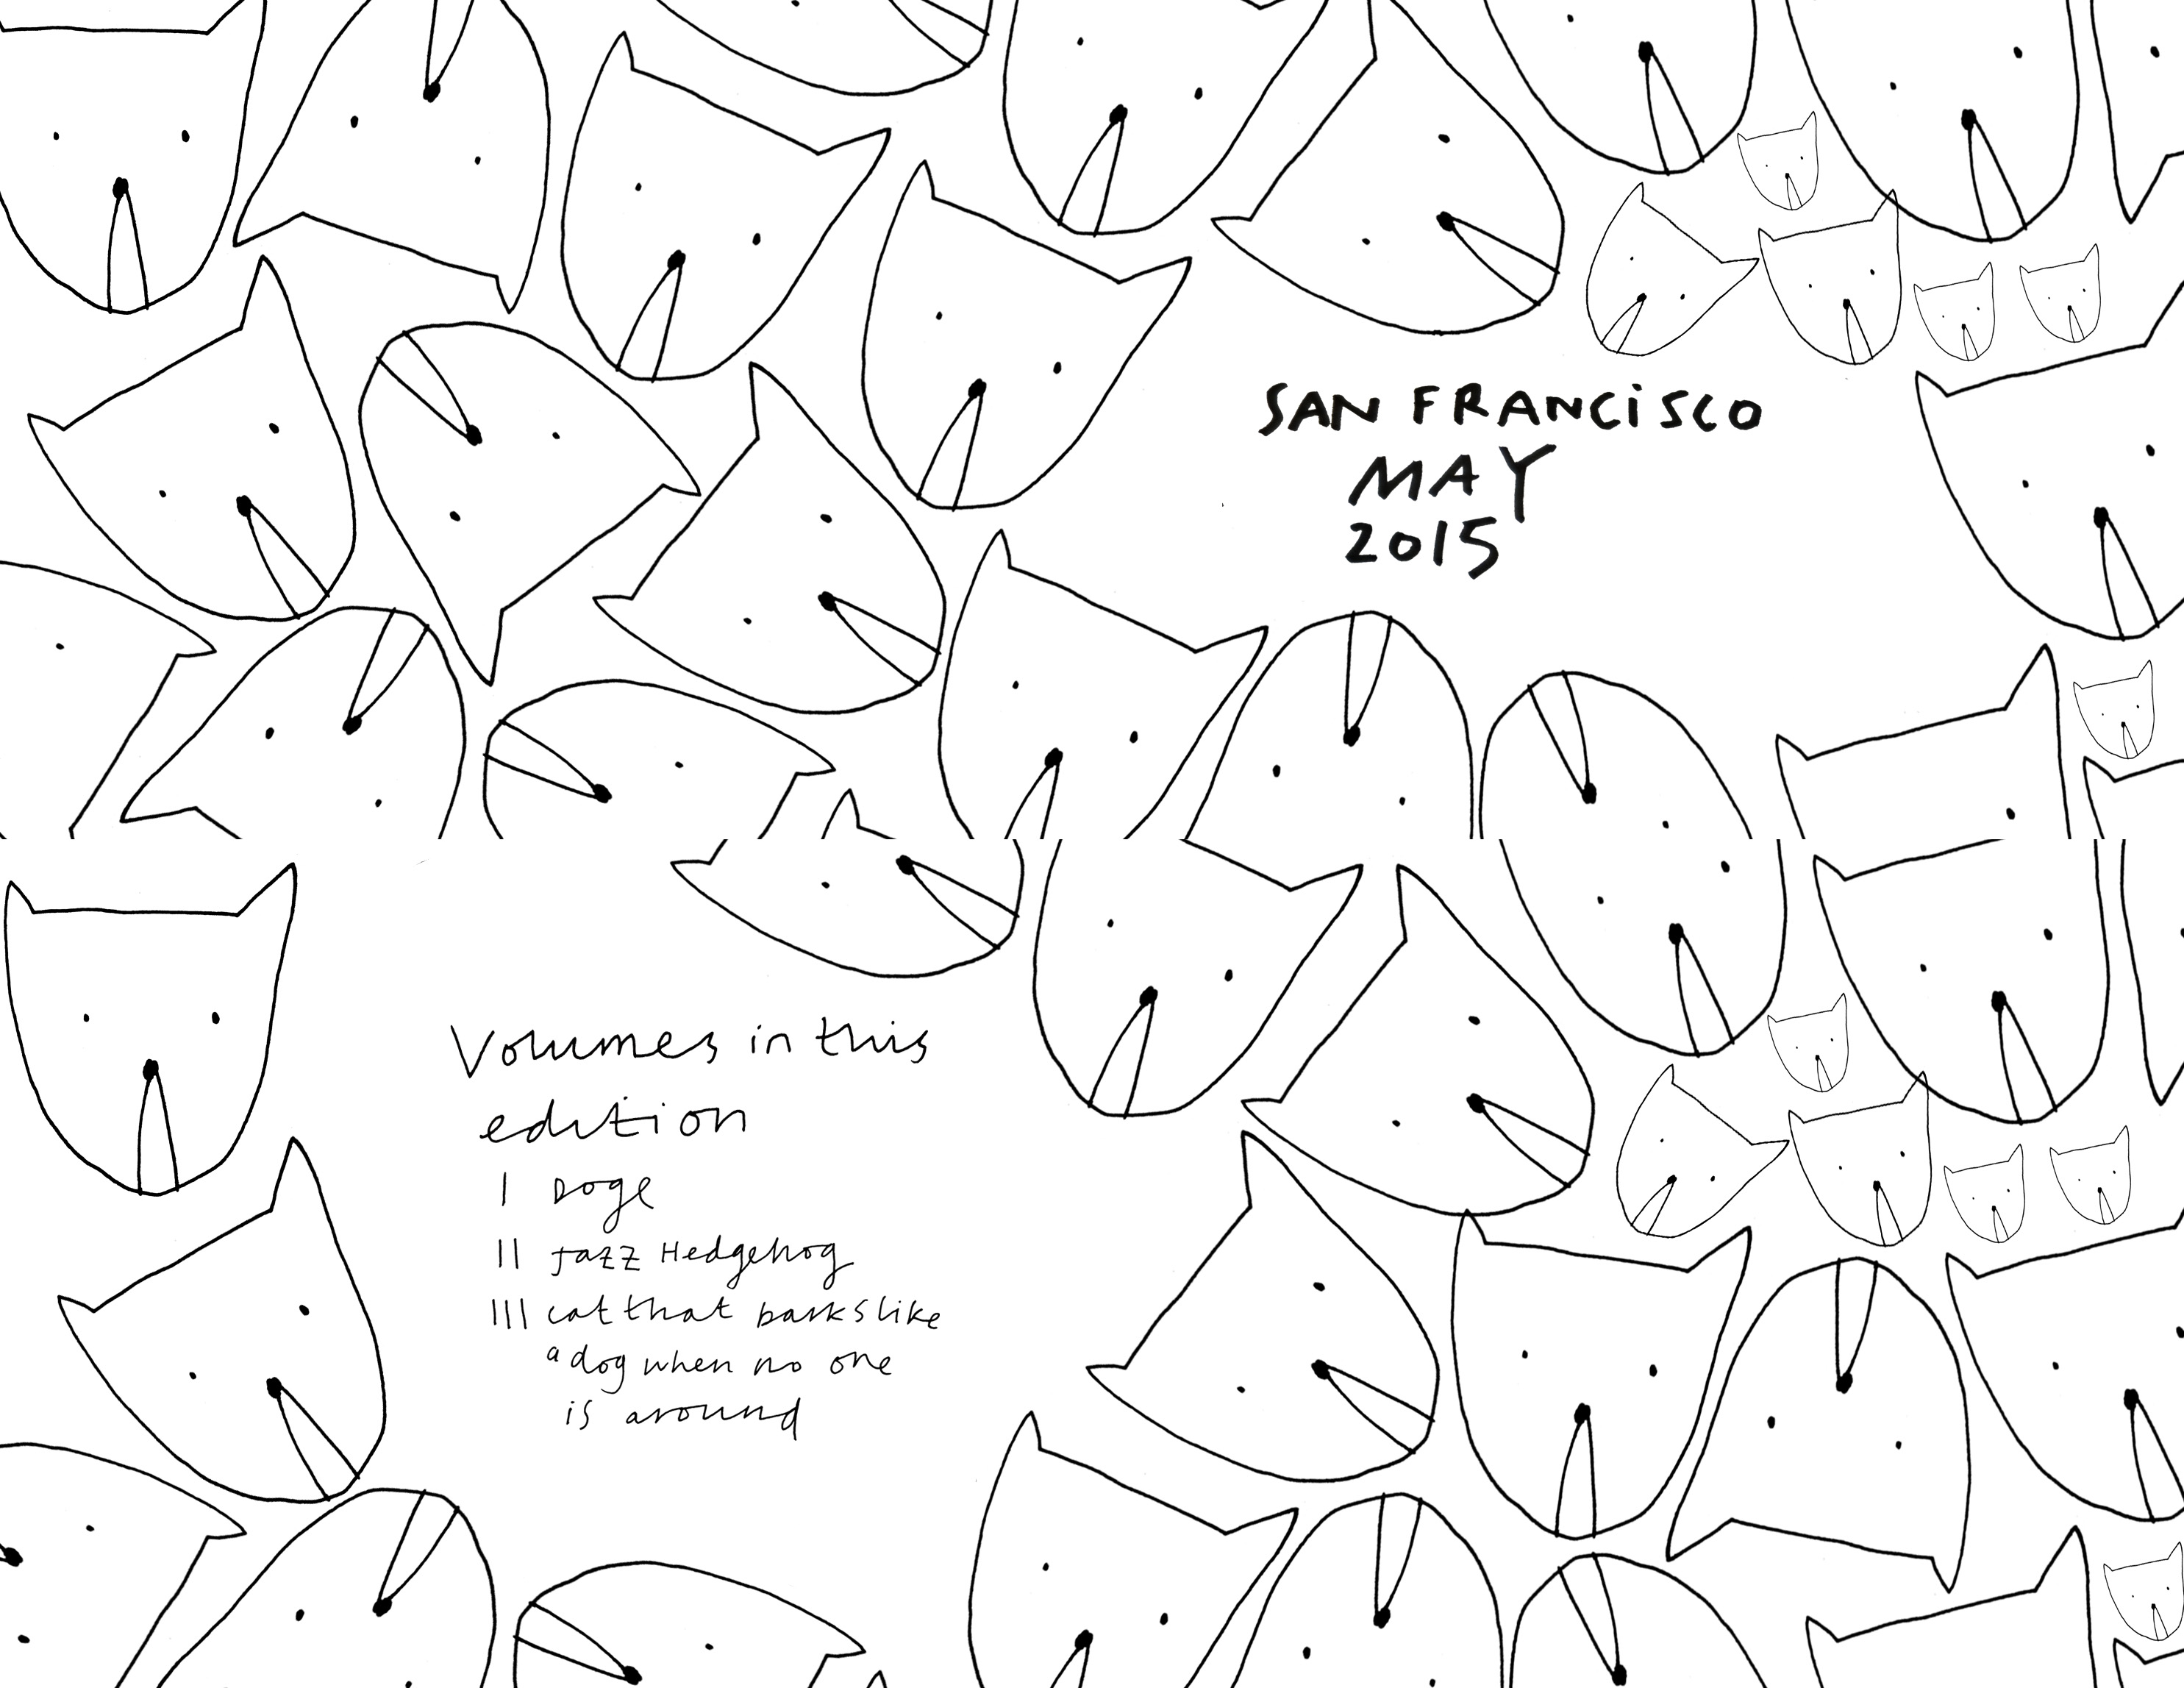 SAN FRANCiSCO
MAY
2015
Volumes in this
edition
I Doge
II Jazz Hedgehog
III cat that barks like
a dog when no one
is around